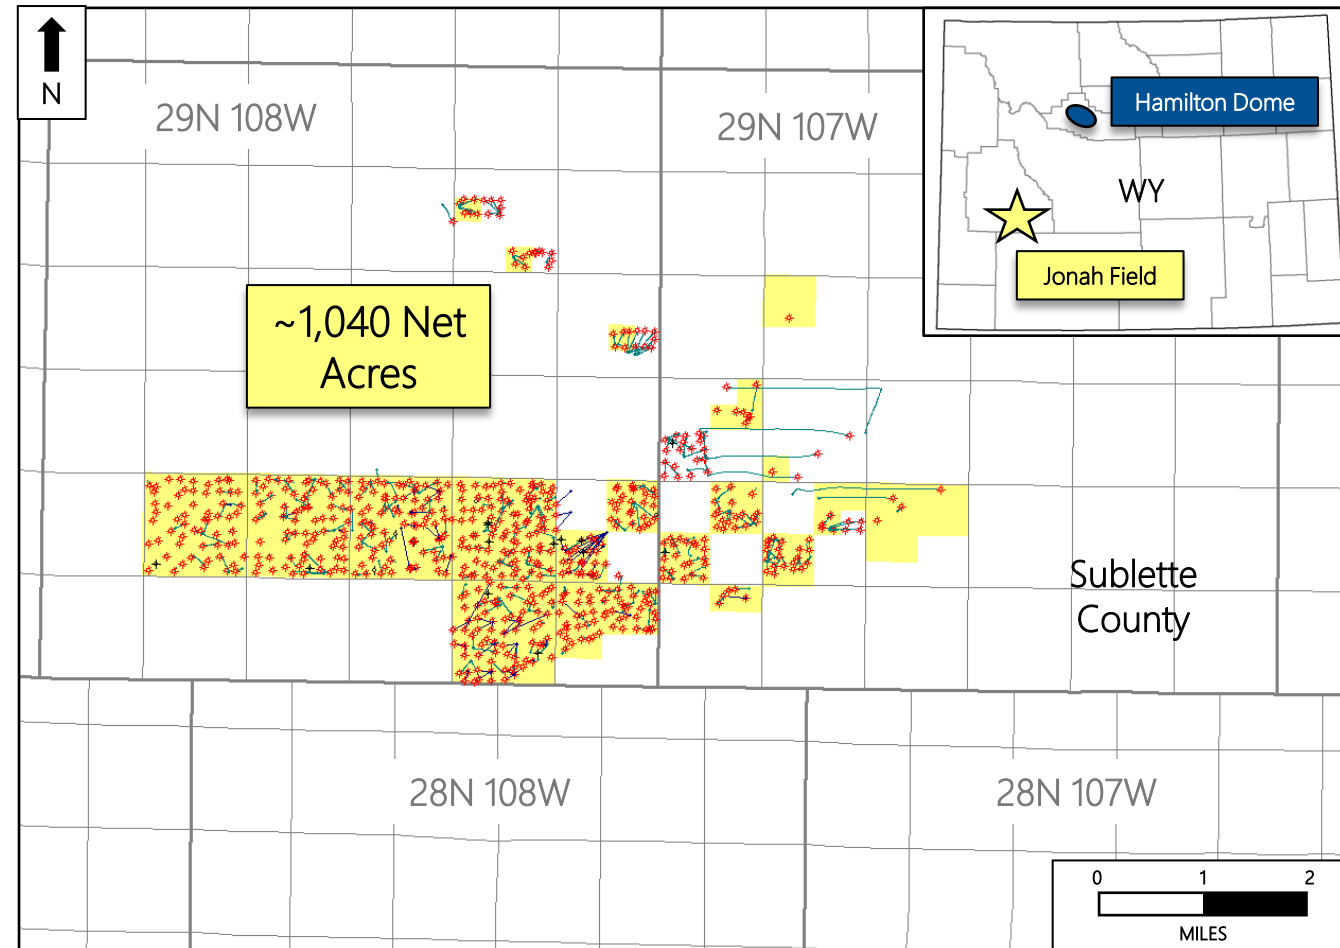 N
29N 108W
29N 107W
Hamilton Dome
WY
Jonah Field
~1,040 Net
Acres
Sublette
County
28N 108W
28N 107W
0 1 2
MILES